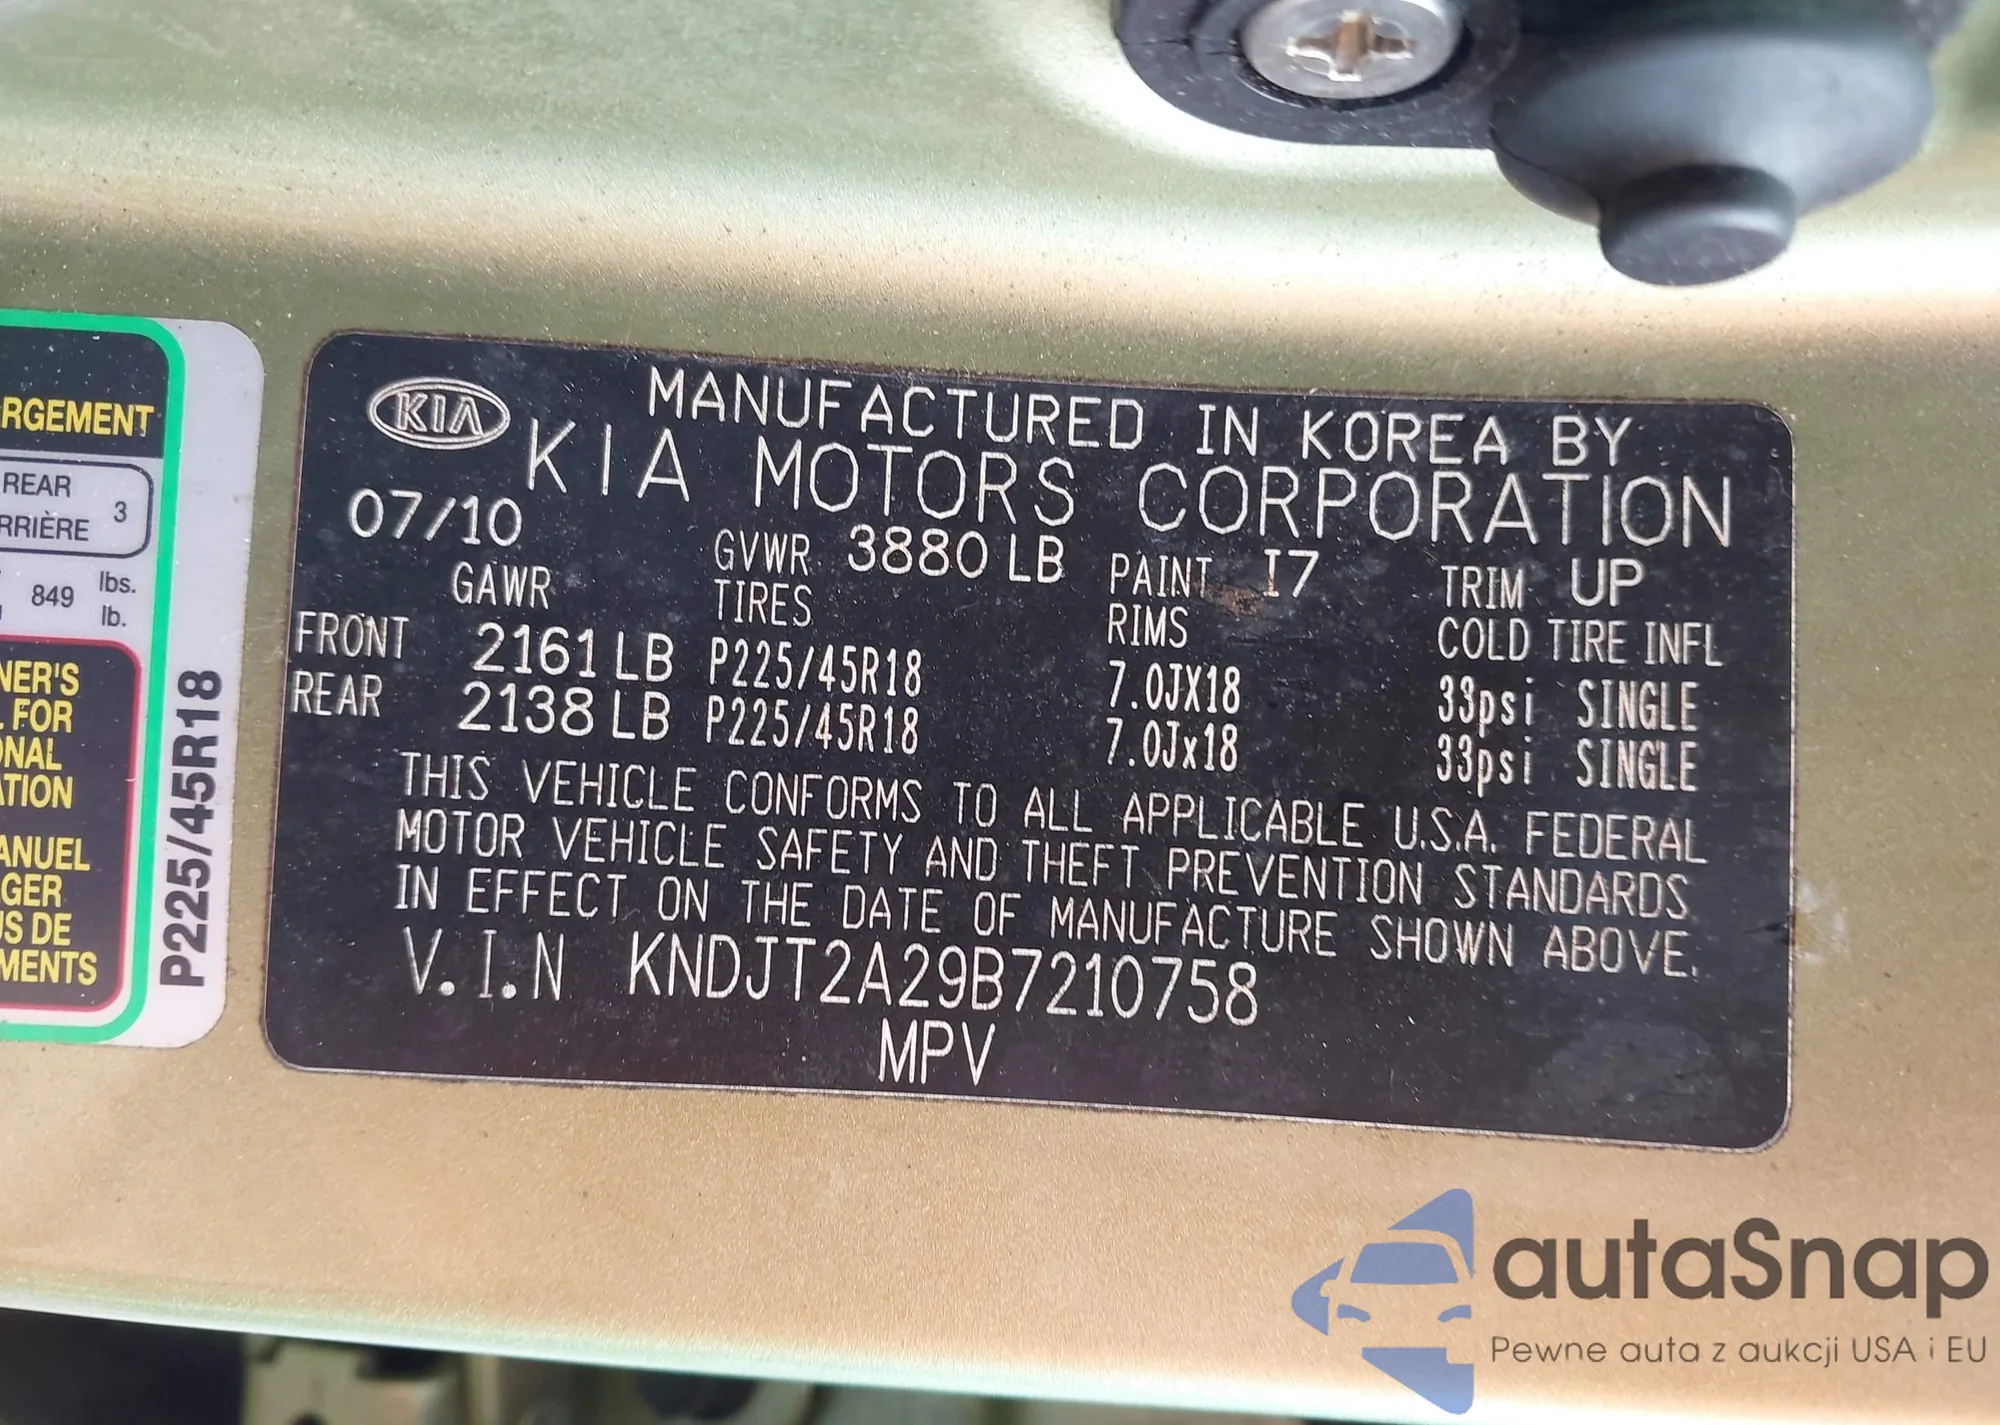 RGEMENT
REAR 3
RRIÈRE
849 lbs.
lb.
NER'S
FOR
ONAL
ATION
ANUEL
GER
US DE
MENTS
P225/45R18
KIA
MANUFACTURED IN KOREA BY
KIA MOTORS CORPORATION
07/10 GVWR 3880 LB PAINT I7 TRIM UP
GAWR TIRES RIMS COLD TIRE INFL
FRONT 2161 LB P225/45R18 7.0JX18 33psi SINGLE
REAR 2138 LB P225/45R18 7.0Jx18 33psi SINGLE
THIS VEHICLE CONFORMS TO ALL APPLICABLE U.S.A. FEDERAL
MOTOR VEHICLE SAFETY AND THEFT PREVENTION STANDARDS
IN EFFECT ON THE DATE OF MANUFACTURE SHOWN ABOVE.
V.I.N KNDJT2A29B7210758
MPV
autaSnap
Pewne auta z aukcji USA i EU